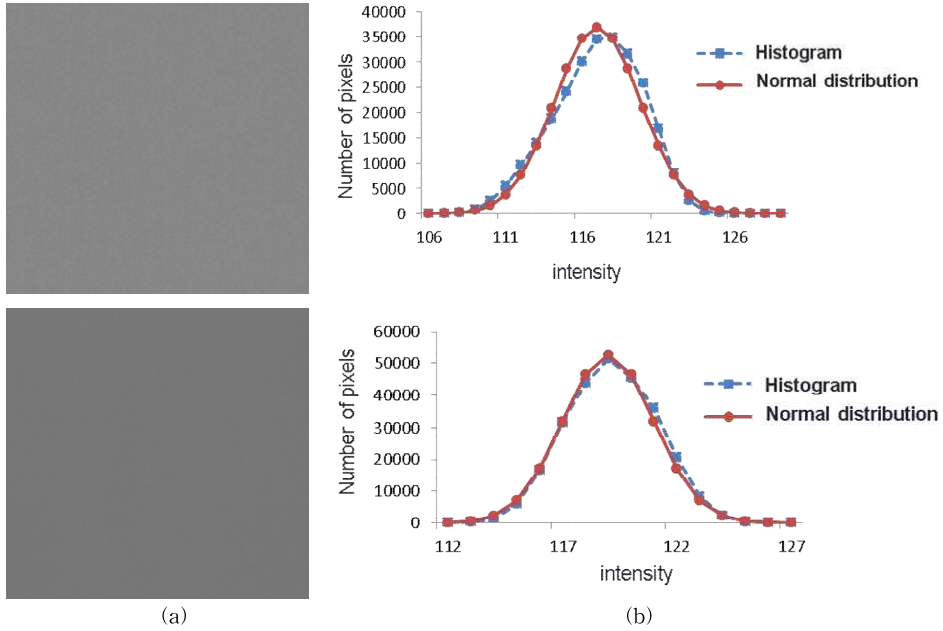 40000
35000
30000
25000
20000
15000
10000
5000
0
Number of pixels
106 111 116 121 126
intensity
Histogram
Normal distribution
60000
50000
40000
30000
20000
10000
0
Number of pixels
112 117 122 127
intensity
Histogram
Normal distribution
(a) (b)